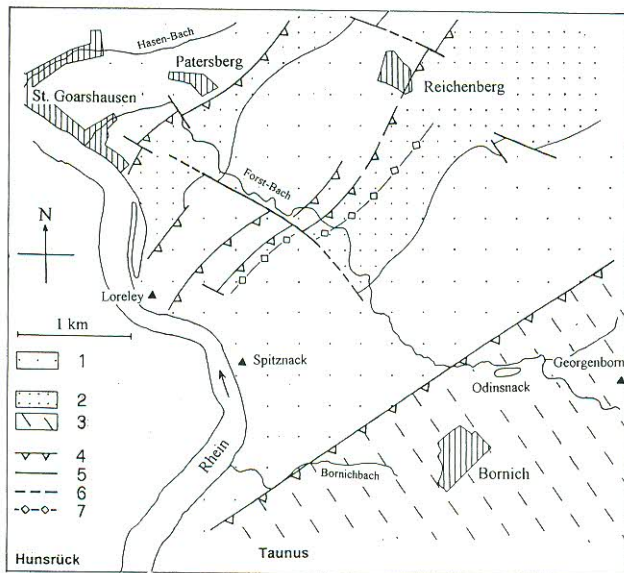 Hasen-Bach
Patersberg
Reichenberg
St. Goarshausen
Forst-Bach
N
Loreley
1 km
Spitznack
1
2
3
4
5
6
7
Georgenborn
Odinsnack
Rhein
Bornich
Bornichbach
Taunus
Hunsrück